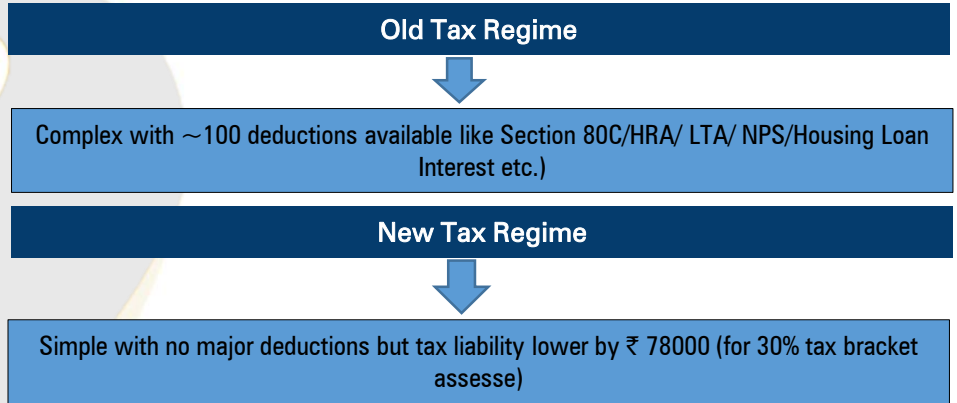 Old Tax Regime
Complex with ~100 deductions available like Section 80C/HRA/ LTA/ NPS/Housing Loan
Interest etc.)
New Tax Regime
Simple with no major deductions but tax liability lower by ₹ 78000 (for 30% tax bracket
assesse)